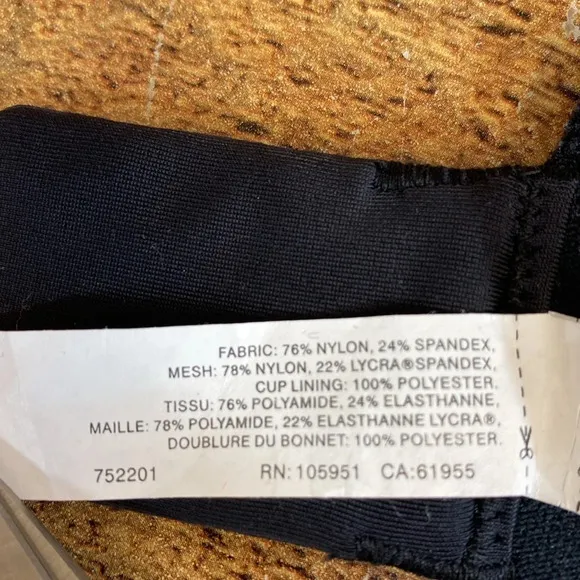 FABRIC: 76% NYLON, 24% SPANDEX,
MESH: 78% NYLON, 22% LYCRA®SPANDEX,
CUP LINING: 100% POLYESTER.
TISSU: 76% POLYAMIDE, 24% ELASTHANNE,
MAILLE: 78% POLYAMIDE, 22% ELASTHANNE LYCRA®,
DOUBLURE DU BONNET: 100% POLYESTER.
752201 RN: 105951 CA:61955